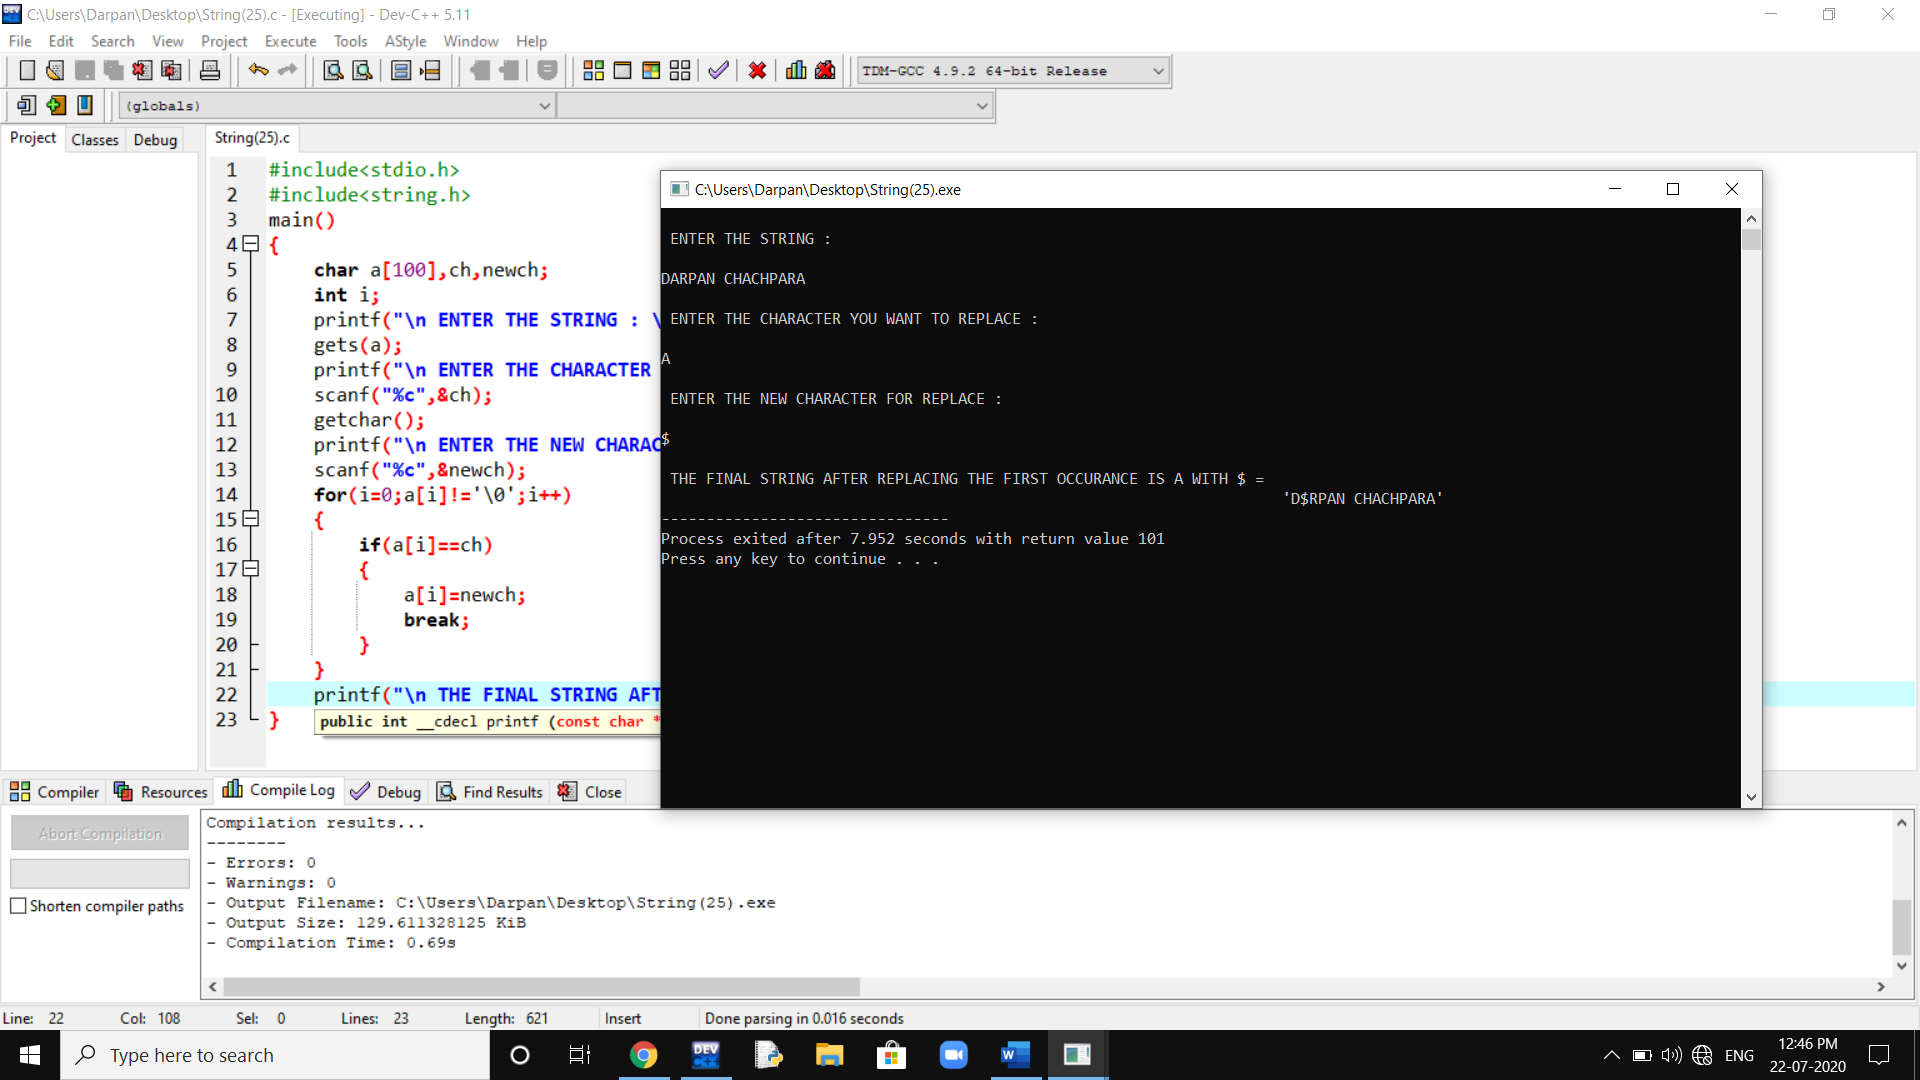 C:\Users\Darpan\Desktop\String(25).c - [Executing] - Dev-C++ 5.11
File Edit Search View Project Execute Tools AStyle Window Help
TDM-GCC 4.9.2 64-bit Release
(globals)
Project Classes Debug
String(25).c
1 #include<stdio.h>
2 #include<string.h>
3 main()
4 {
5 char a[100],ch,newch;
6 int i;
7 printf("\n ENTER THE STRING : \
8 gets(a);
9 printf("\n ENTER THE CHARACTER
10 scanf("%c",&ch);
11 getchar();
12 printf("\n ENTER THE NEW CHARAC
13 scanf("%c",&newch);
14 for(i=0;a[i]!='\0';i++)
15 {
16 if(a[i]==ch)
17 {
18 a[i]=newch;
19 break;
20 }
21 }
22 printf("\n THE FINAL STRING AFT
23 }
public int __cdecl printf (const char *
C:\Users\Darpan\Desktop\String(25).exe
ENTER THE STRING :
DARPAN CHACHPARA
ENTER THE CHARACTER YOU WANT TO REPLACE :
A
ENTER THE NEW CHARACTER FOR REPLACE :
$
THE FINAL STRING AFTER REPLACING THE FIRST OCCURANCE IS A WITH $ =
'D$RPAN CHACHPARA'
--------------------------------
Process exited after 7.952 seconds with return value 101
Press any key to continue . . .
Compiler Resources Compile Log Debug Find Results Close
Abort Compilation
Shorten compiler paths
Compilation results...
--------
- Errors: 0
- Warnings: 0
- Output Filename: C:\Users\Darpan\Desktop\String(25).exe
- Output Size: 129.611328125 KiB
- Compilation Time: 0.69s
Line: 22 Col: 108 Sel: 0 Lines: 23 Length: 621 Insert Done parsing in 0.016 seconds
Type here to search
DEV C++
ENG
12:46 PM
22-07-2020